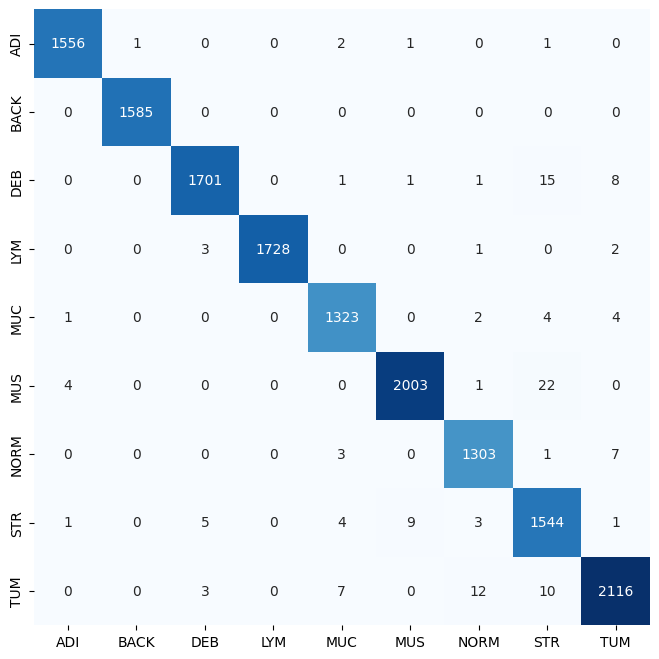 ADI 1556 1 0 0 2 1 0 1 0
BACK 0 1585 0 0 0 0 0 0 0
DEB 0 0 1701 0 1 1 1 15 8
LYM 0 0 3 1728 0 0 1 0 2
MUC 1 0 0 0 1323 0 2 4 4
MUS 4 0 0 0 0 2003 1 22 0
NORM 0 0 0 0 3 0 1303 1 7
STR 1 0 5 0 4 9 3 1544 1
TUM 0 0 3 0 7 0 12 10 2116
ADI BACK DEB LYM MUC MUS NORM STR TUM